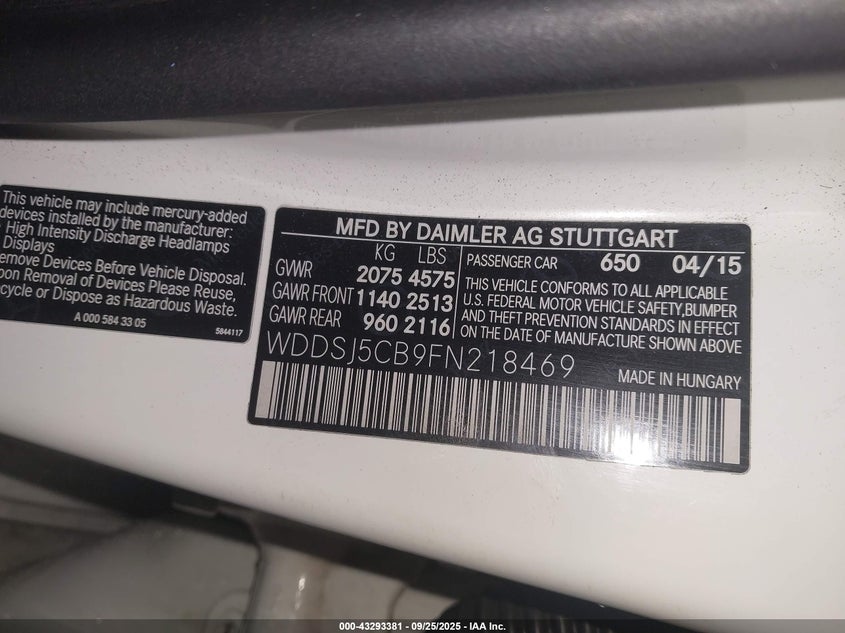 This vehicle may include mercury-added
devices installed by the manufacturer:
High Intensity Discharge Headlamps
Displays
Remove Devices Before Vehicle Disposal.
Upon Removal of Devices Please Reuse,
Recycle or Dispose as Hazardous Waste.
A 000 584 33 05
5844117
MFD BY DAIMLER AG STUTTGART
KG LBS
GVWR 2075 4575
GAWR FRONT 1140 2513
GAWR REAR 960 2116
PASSENGER CAR 650 04/15
THIS VEHICLE CONFORMS TO ALL APPLICABLE
U.S. FEDERAL MOTOR VEHICLE SAFETY,BUMPER
AND THEFT PREVENTION STANDARDS IN EFFECT
ON THE DATE OF MANUFACTURE SHOWN ABOVE
WDDSJ5CB9FN218469
MADE IN HUNGARY
000-43293381 - 09/25/2025 - IAA Inc.